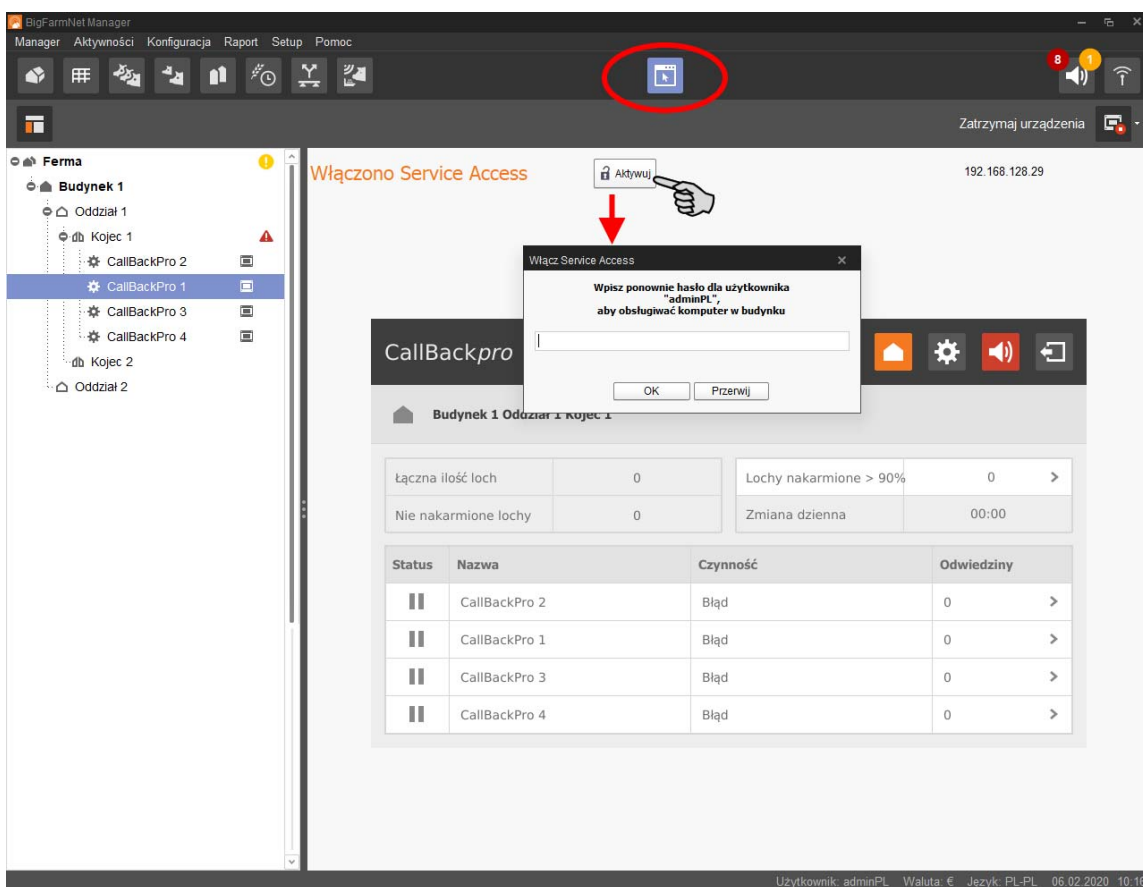 BigFarmNet Manager
Manager Aktywności Konfiguracja Raport Setup Pomoc
8 1
Zatrzymaj urządzenia
Ferma
Budynek 1
Oddział 1
Kojec 1
CallBackPro 2
CallBackPro 1
CallBackPro 3
CallBackPro 4
Kojec 2
Oddział 2
Włączono Service Access
Aktywuj
192.168.128.29
Włącz Service Access
Wpisz ponownie hasło dla użytkownika
"adminPL",
aby obsługiwać komputer w budynku
OK Przerwij
CallBackpro
Budynek 1 Oddział 1 Kojec 1
Łączna ilość loch 0 Lochy nakarmione > 90% 0
Nie nakarmione lochy 0 Zmiana dzienna 00:00
Status Nazwa Czynność Odwiedziny
CallBackPro 2 Błąd 0
CallBackPro 1 Błąd 0
CallBackPro 3 Błąd 0
CallBackPro 4 Błąd 0
Użytkownik: adminPL Waluta: € Język: PL-PL 06.02.2020